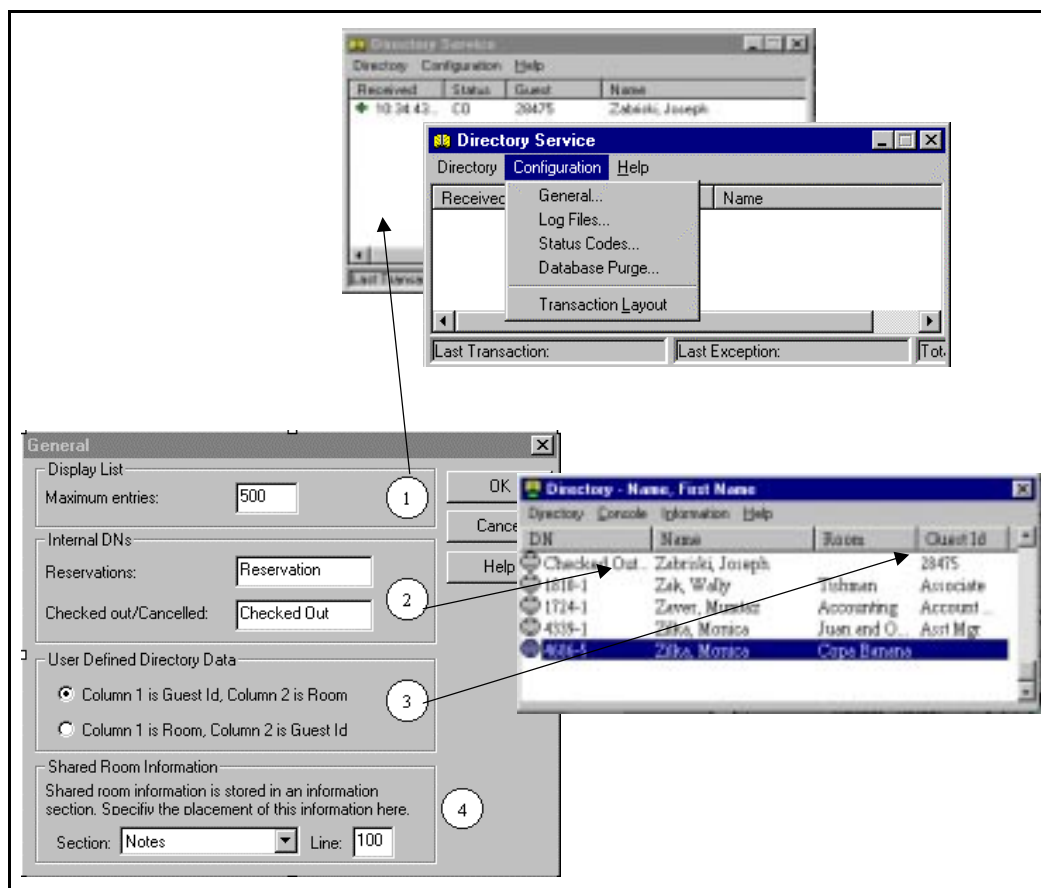 Directory Service
Directory Configuration Help
Received Status Guest Name
10:34:43.. CO 28475 Zabriski, Joseph
Directory Service
Directory Configuration Help
Received Name
General...
Log Files...
Status Codes...
Database Purge...
Transaction Layout
Last Transa
Last Transaction: Last Exception: Tot
General
Display List
Maximum entries: 500
1
OK
Internal DNs
Reservations: Reservation
Checked out/Cancelled: Checked Out
2
Cance
Help
User Defined Directory Data
Column 1 is Guest Id, Column 2 is Room
Column 1 is Room, Column 2 is Guest Id
3
Shared Room Information
Shared room information is stored in an information
section. Specifiy the placement of this information here.
Section: Notes Line: 100
4
Directory - Name, First Name
Directory Console Information Help
DN Name Room Guest Id
Checked Out.. Zabriski, Joseph 28475
1810-1 Zak, Wally Tishman Associate
1724-1 Zaver, Accounting Account ...
4339-1 Zilka, Monica Juan and O... Asst Mgr
4686-5 Zilka, Monica Copa Banana